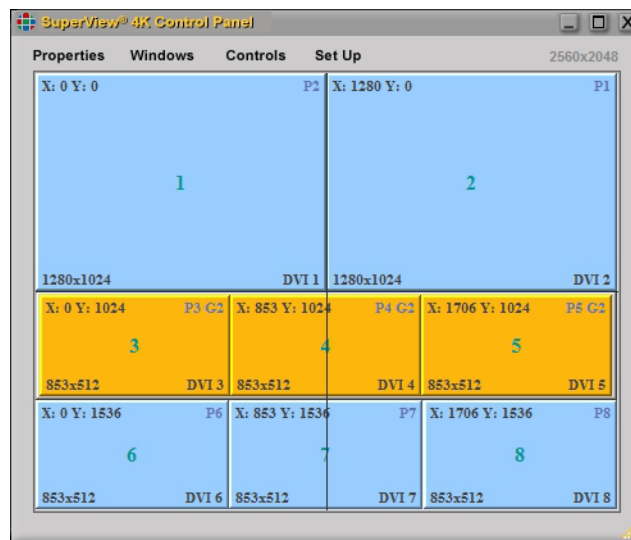 SuperView® 4K Control Panel
Properties Windows Controls Set Up 2560x2048
X: 0 Y: 0 P2 X: 1280 Y: 0 P1
1 2
1280x1024 DVI 1 1280x1024 DVI 2
X: 0 Y: 1024 P3 G2 X: 853 Y: 1024 P4 G2 X: 1706 Y: 1024 P5 G2
3 4 5
853x512 DVI 3 853x512 DVI 4 853x512 DVI 5
X: 0 Y: 1536 P6 X: 853 Y: 1536 P7 X: 1706 Y: 1536 P8
6 7 8
853x512 DVI 6 853x512 DVI 7 853x512 DVI 8